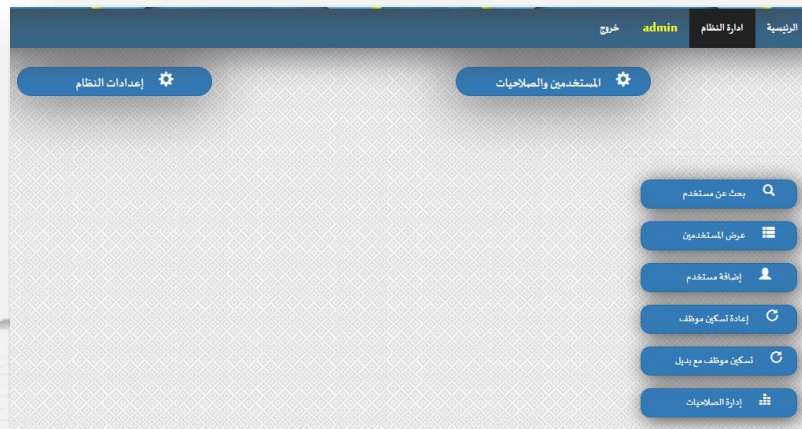 الرئيسية ادارة النظام admin خروج
المستخدمين والصلاحيات إعدادات النظام
بحث عن مستخدم
عرض المستخدمين
إضافة مستخدم
إعادة تسكين موظف
تسكين موظف مع بديل
إدارة الصلاحيات